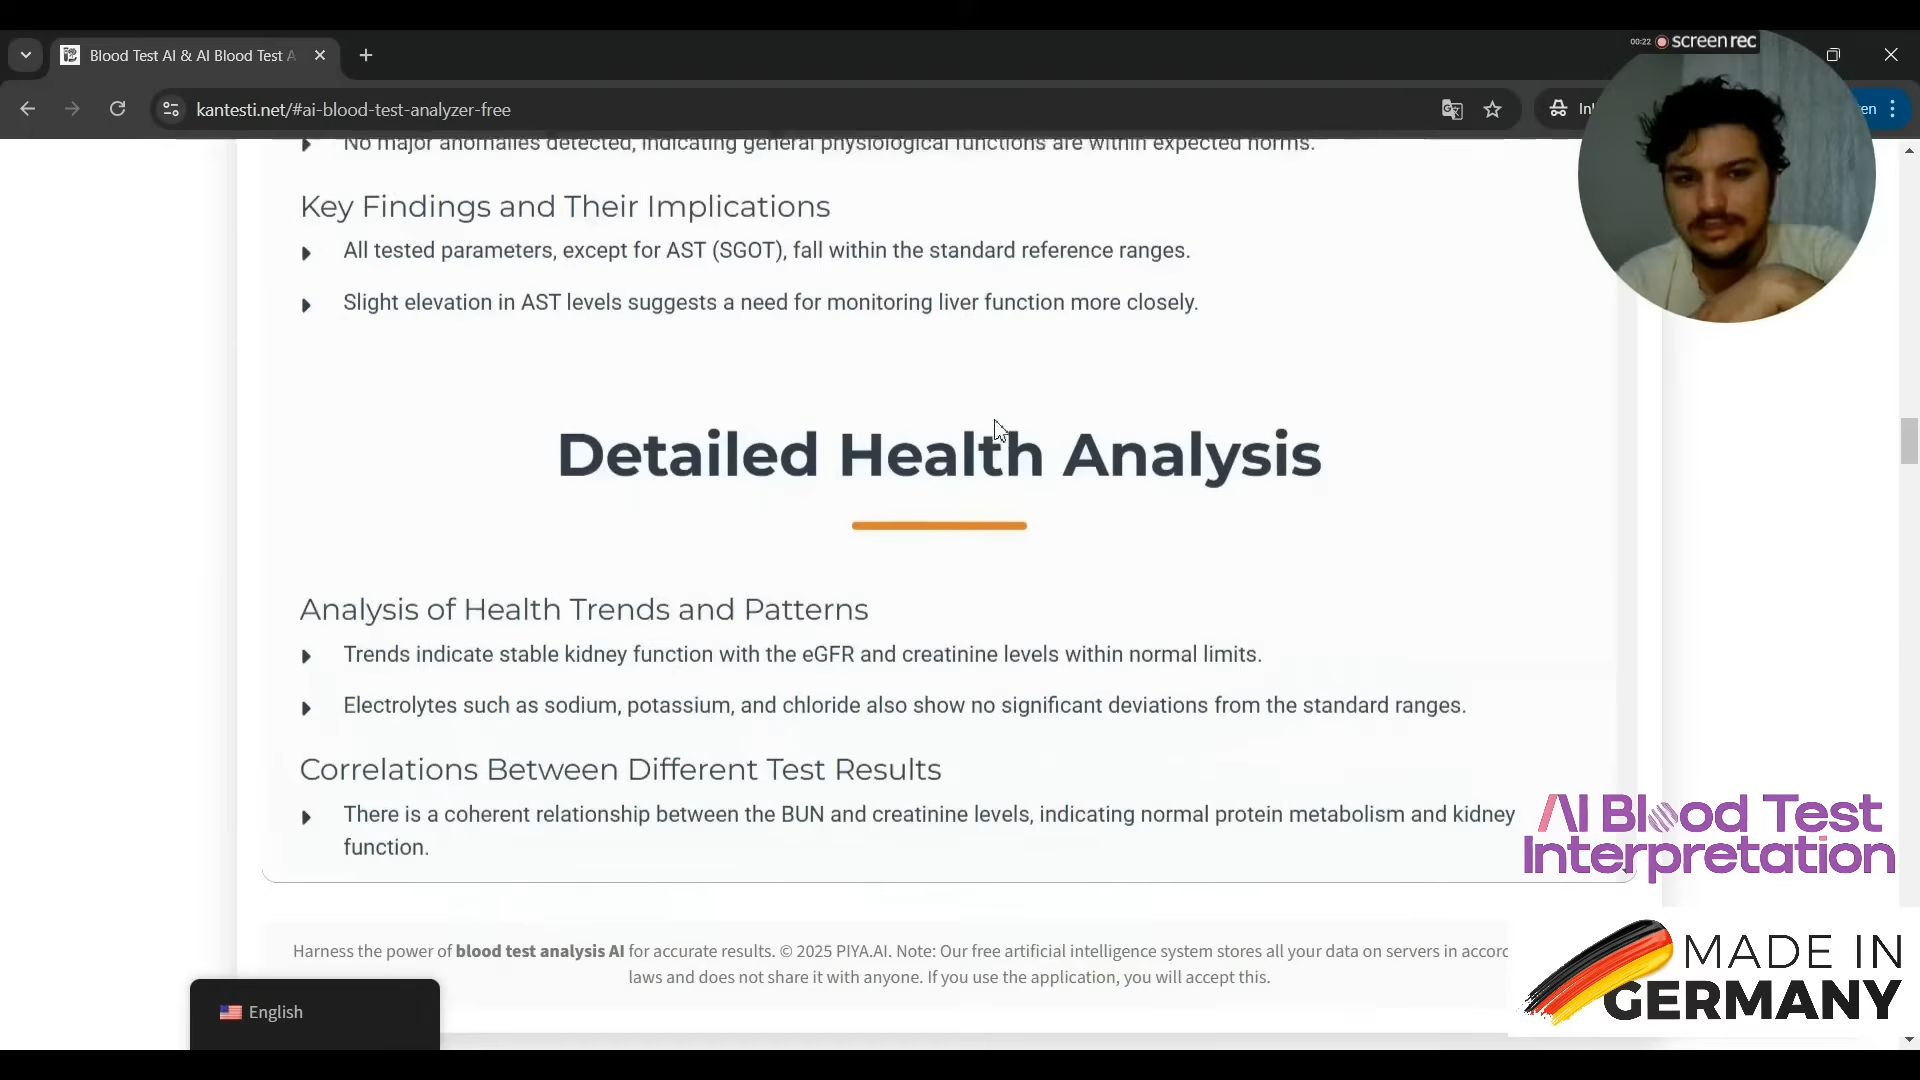 00:22 screenrec
Blood Test AI & AI Blood Test A
kantesti.net/#ai-blood-test-analyzer-free
No major anomalies detected, indicating general physiological functions are within expected norms.
Key Findings and Their Implications
All tested parameters, except for AST (SGOT), fall within the standard reference ranges.
Slight elevation in AST levels suggests a need for monitoring liver function more closely.
Detailed Health Analysis
Analysis of Health Trends and Patterns
Trends indicate stable kidney function with the eGFR and creatinine levels within normal limits.
Electrolytes such as sodium, potassium, and chloride also show no significant deviations from the standard ranges.
Correlations Between Different Test Results
There is a coherent relationship between the BUN and creatinine levels, indicating normal protein metabolism and kidney
function.
AI Blood Test
Interpretation
Harness the power of blood test analysis AI for accurate results. © 2025 PIYA.AI. Note: Our free artificial intelligence system stores all your data on servers in accorc
laws and does not share it with anyone. If you use the application, you will accept this.
MADE IN
GERMANY
English